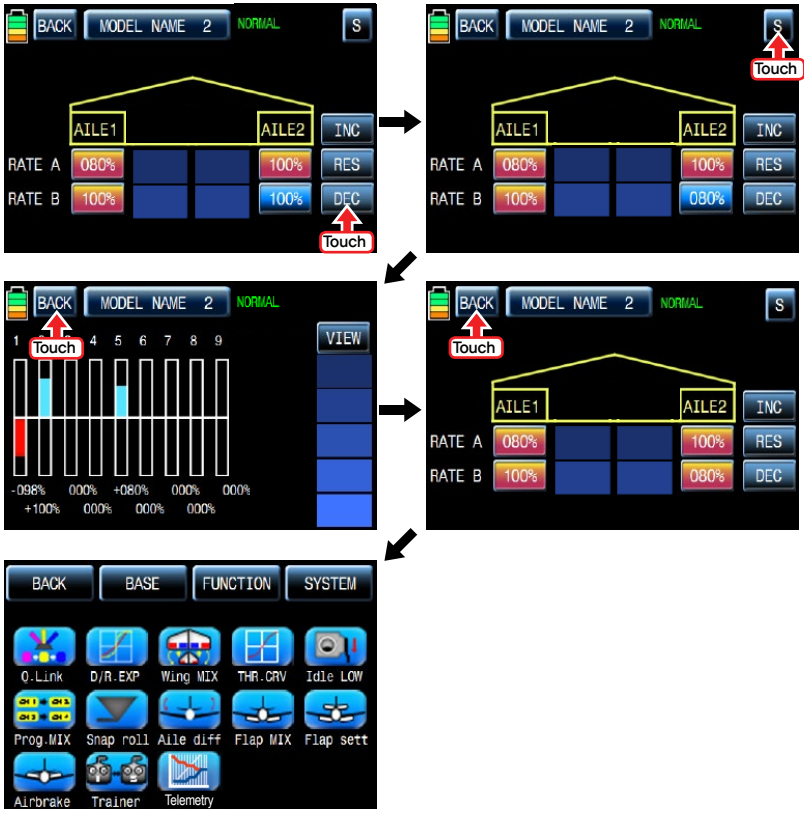 BACK MODEL NAME 2 NORMAL S
AILE1 AILE2 INC
RATE A 080% 100% RES
RATE B 100% 100% DEC
Touch
BACK MODEL NAME 2 NORMAL S
Touch
AILE1 AILE2 INC
RATE A 080% 100% RES
RATE B 100% 080% DEC
BACK MODEL NAME 2 NORMAL
Touch
1 3 4 5 6 7 8 9 VIEW
-098% 000% +080% 000% 000%
+100% 000% 000% 000%
BACK MODEL NAME 2 NORMAL S
Touch
AILE1 AILE2 INC
RATE A 080% 100% RES
RATE B 100% 080% DEC
BACK BASE FUNCTION SYSTEM
Q.Link D/R.EXP Wing MIX THR.CRV Idle LOW
CH1 CH2
CH3 CH4
Prog.MIX Snap roll Aile diff Flap MIX Flap sett
Airbrake Trainer Telemetry